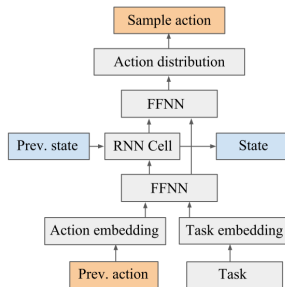 Sample action
Action distribution
FFNN
Prev. state
RNN Cell
State
FFNN
Action embedding
Task embedding
Prev. action
Task